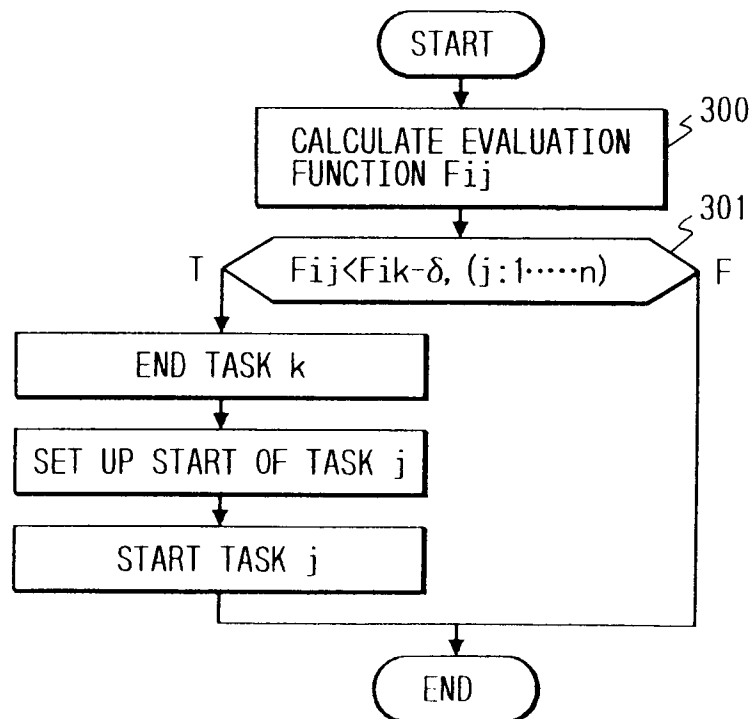 START
300
CALCULATE EVALUATION
FUNCTION Fij
301
T
Fij<Fik-δ, (j:1·····n)
F
END TASK k
SET UP START OF TASK j
START TASK j
END